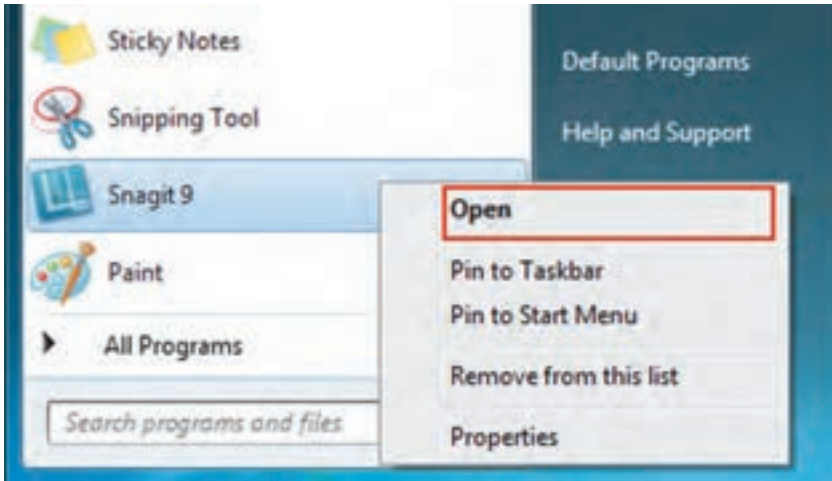 Sticky Notes
Snipping Tool
Snagit 9
Paint
All Programs
Search programs and files
Default Programs
Help and Support
Open
Pin to Taskbar
Pin to Start Menu
Remove from this list
Properties